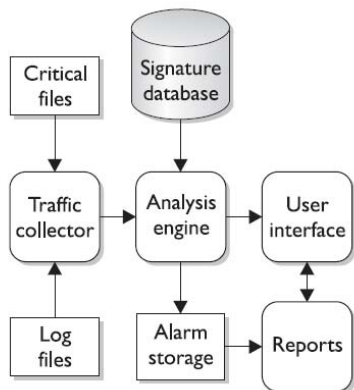 Critical
files
Signature
database
Traffic
collector
Analysis
engine
User
interface
Log
files
Alarm
storage
Reports